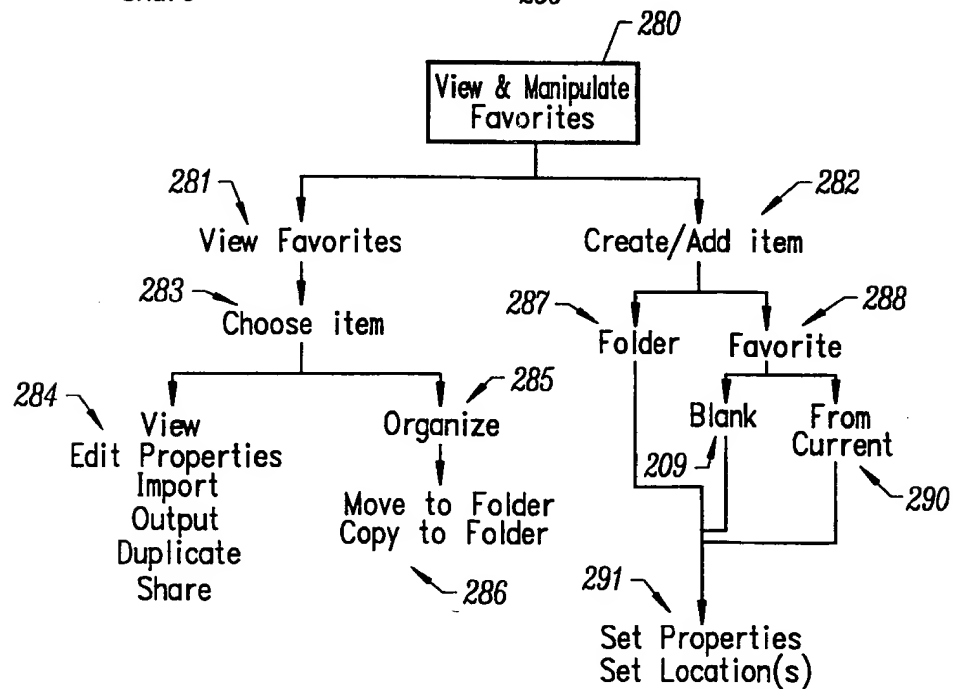 280
View & Manipulate
Favorites
281
282
View Favorites
Create/Add item
283
287
288
Choose item
Folder
Favorite
284
285
View
Organize
Blank
From
Current
Edit Properties
209
290
Import
Output
Duplicate
Share
Move to Folder
Copy to Folder
286
291
Set Properties
Set Location(s)